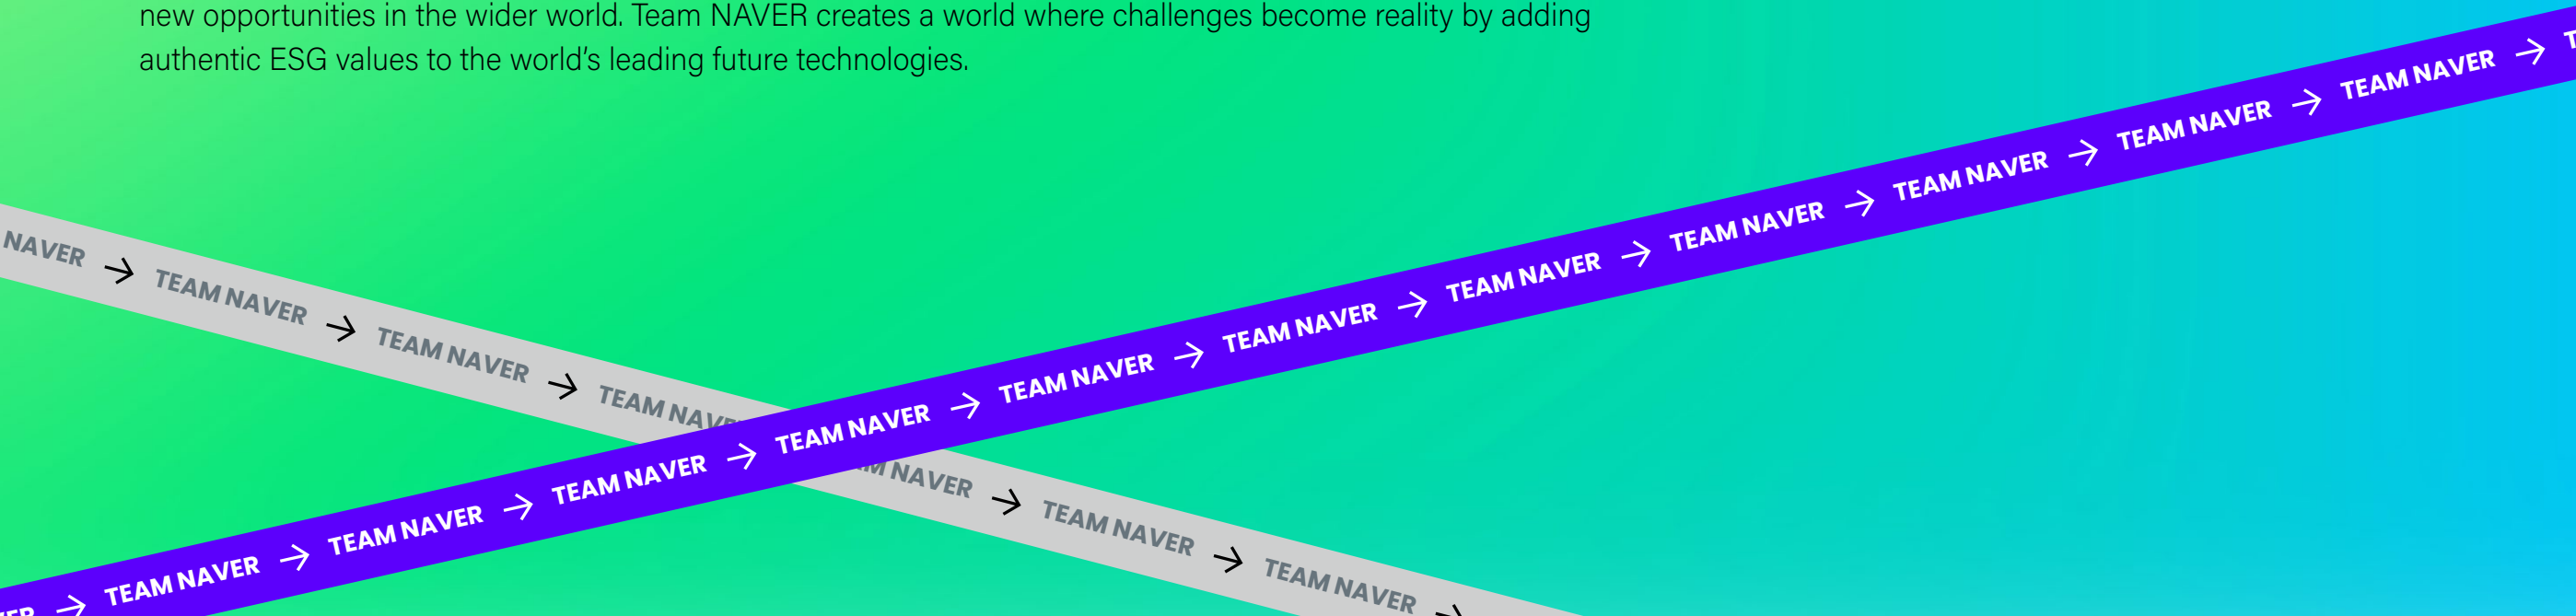 new opportunities in the wider world. Team NAVER creates a world where challenges become reality by adding
authentic ESG values to the world’s leading future technologies.
NAVER → TEAM NAVER → TEAM NAVER → TEAM NAVER → TEAM NAVER → TEAM NAVER →
→ TEAM NAVER → TEAM NAVER → TEAM NAVER → TEAM NAVER → TEAM NAVER → TEAM NAVER → TEAM NAVER → TEAM NAVER → TEAM NAVER → TEAM NAVER → TEAM NAVER →